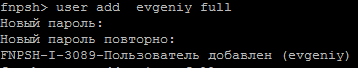 fnpsh> user add  evgeniy full
Новый пароль:
Новый пароль повторно:
FNPSH-I-3089-Пользователь добавлен (evgeniy)